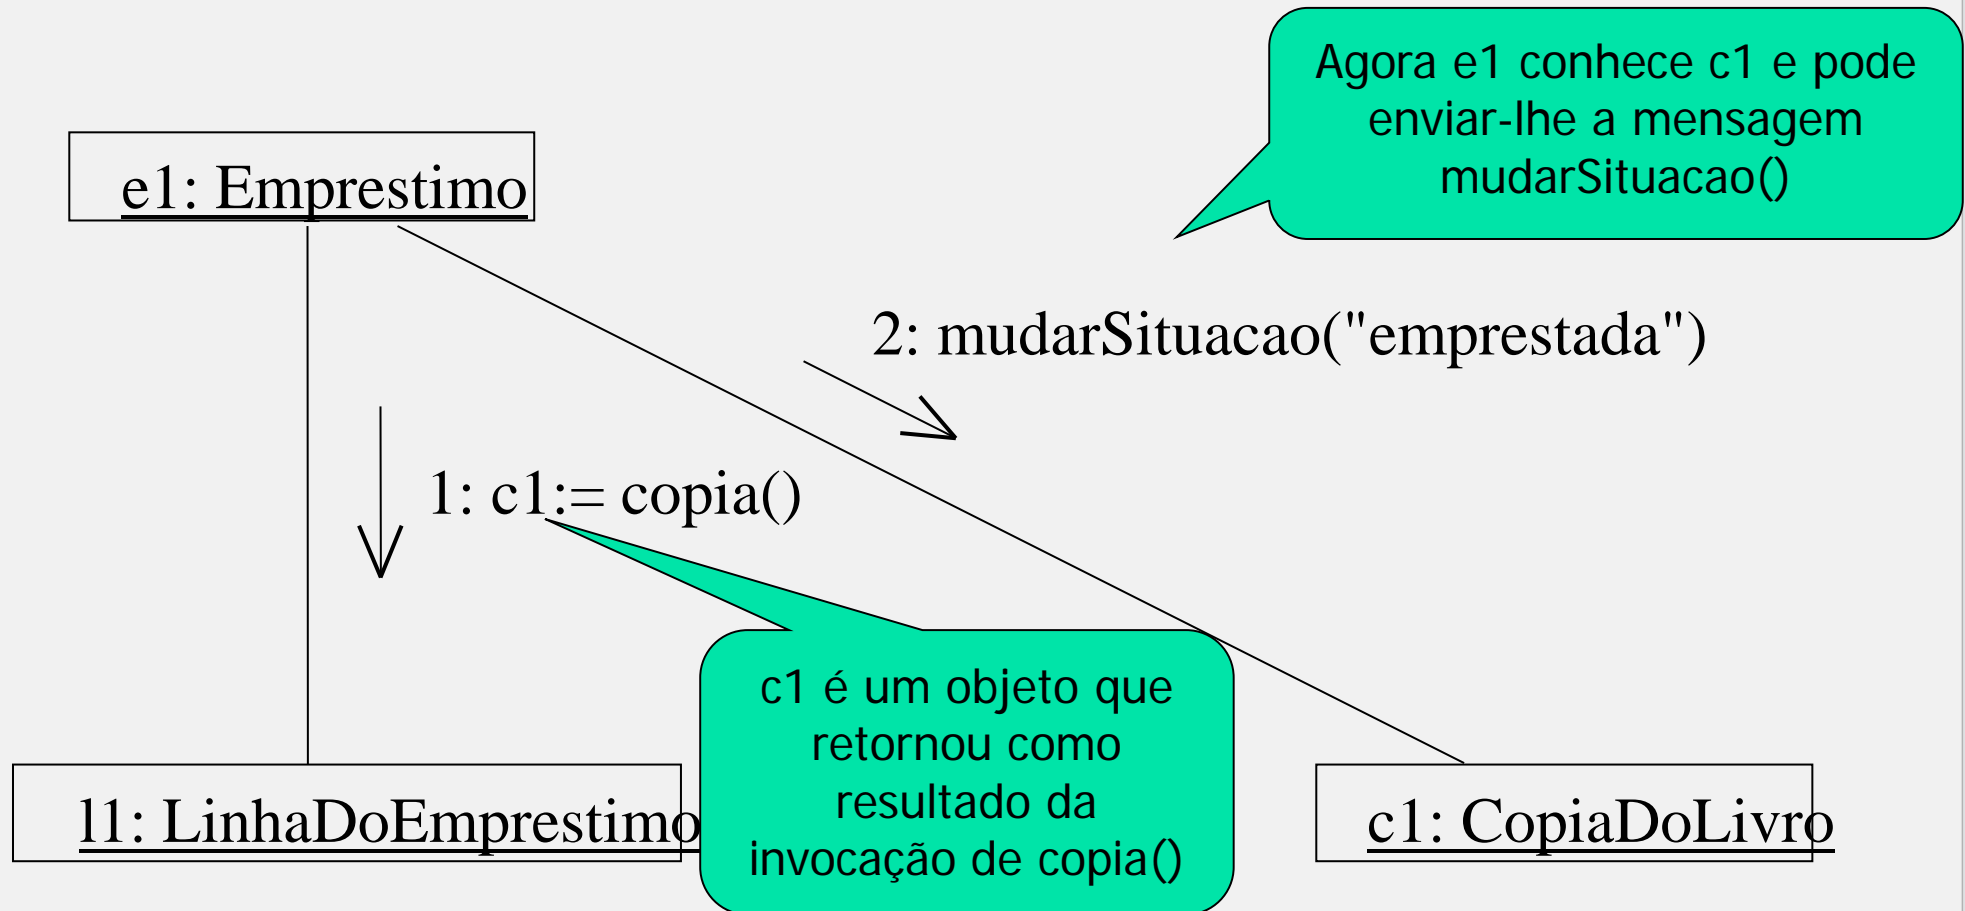 Agora e1 conhece c1 e pode
enviar-lhe a mensagem
mudarSituacao()
e1: Emprestimo
2: mudarSituacao("emprestada")
1: c1:= copia()
c1 é um objeto que
retornou como
resultado da
invocação de copia()
l1: LinhaDoEmprestimo
c1: CopiaDoLivro